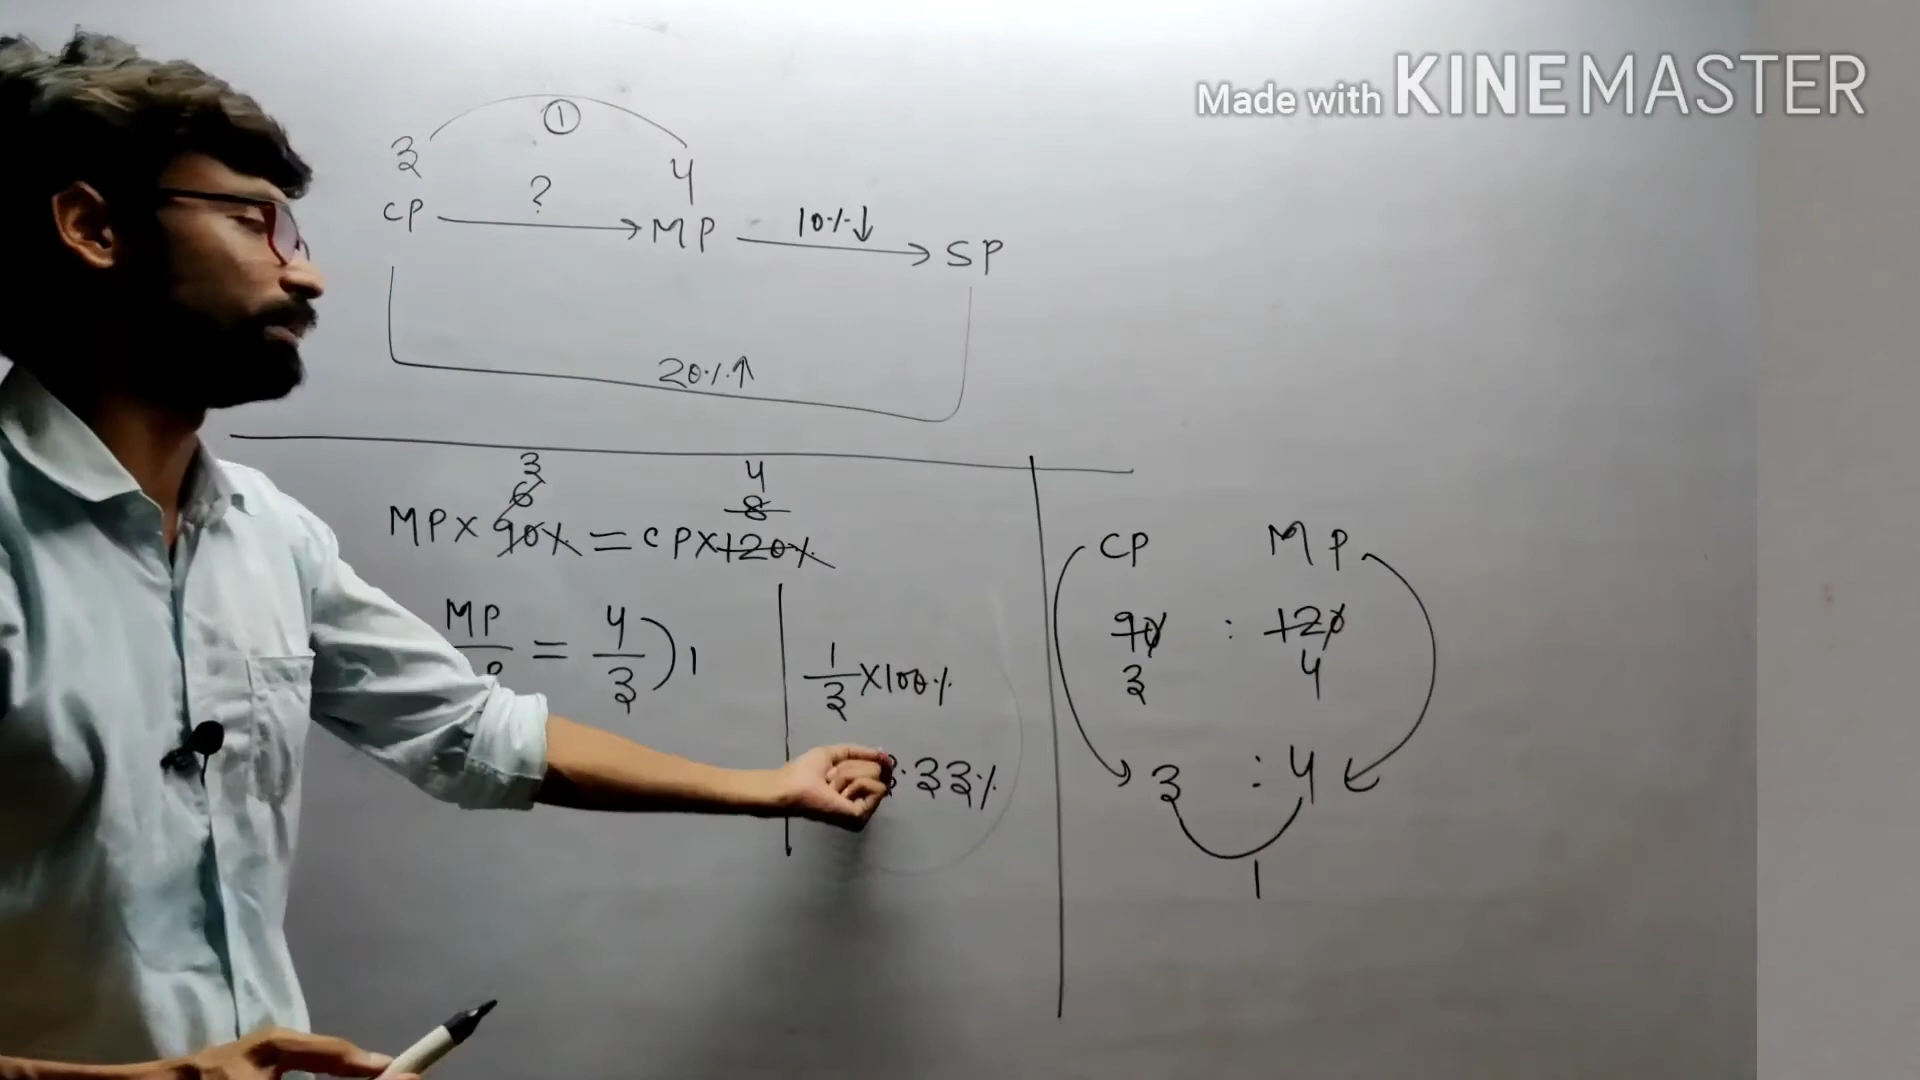 Made with KINEMASTER
1
3 4
?
CP → MP 10%↓ → SP
20%↑
3 4
6 8
MP × 90% = CP × 120%
MP = 4/3 ) 1
1/3 × 100%
.33%
CP MP
90 : 120
3 4
3 : 4
1